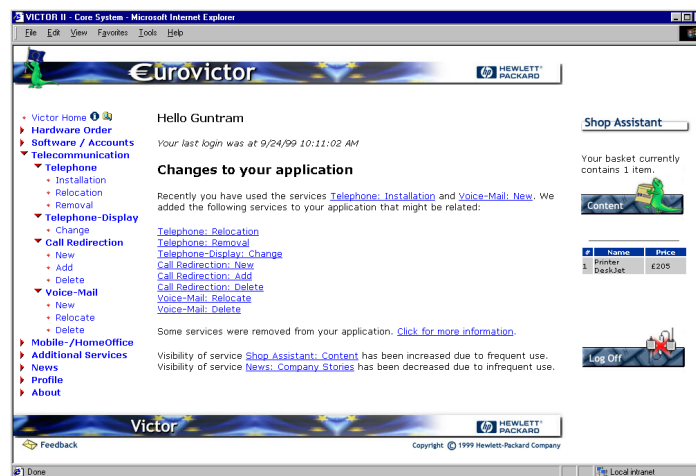 VICTOR II - Core System - Microsoft Internet Explorer
File Edit View Favorites Tools Help
Eurovictor
hp HEWLETT® PACKARD
Victor Home
Hardware Order
Software / Accounts
Telecommunication
Telephone
Installation
Relocation
Removal
Telephone-Display
Change
Call Redirection
New
Add
Delete
Voice-Mail
New
Relocate
Delete
Mobile-/HomeOffice
Additional Services
News
Profile
About
Hello Guntram
Your last login was at 9/24/99 10:11:02 AM
Changes to your application
Recently you have used the services Telephone: Installation and Voice-Mail: New. We
added the following services to your application that might be related:
Telephone: Relocation
Telephone: Removal
Telephone-Display: Change
Call Redirection: New
Call Redirection: Add
Call Redirection: Delete
Voice-Mail: Relocate
Voice-Mail: Delete
Some services were removed from your application. Click for more information.
Visibility of service Shop Assistant: Content has been increased due to frequent use.
Visibility of service News: Company Stories has been decreased due to infrequent use.
Shop Assistant
Your basket currently
contains 1 item.
Content
# Name Price
1 Printer DeskJet £205
Log Off
Victor
hp HEWLETT® PACKARD
Feedback
Copyright © 1999 Hewlett-Packard Company
Done
Local intranet